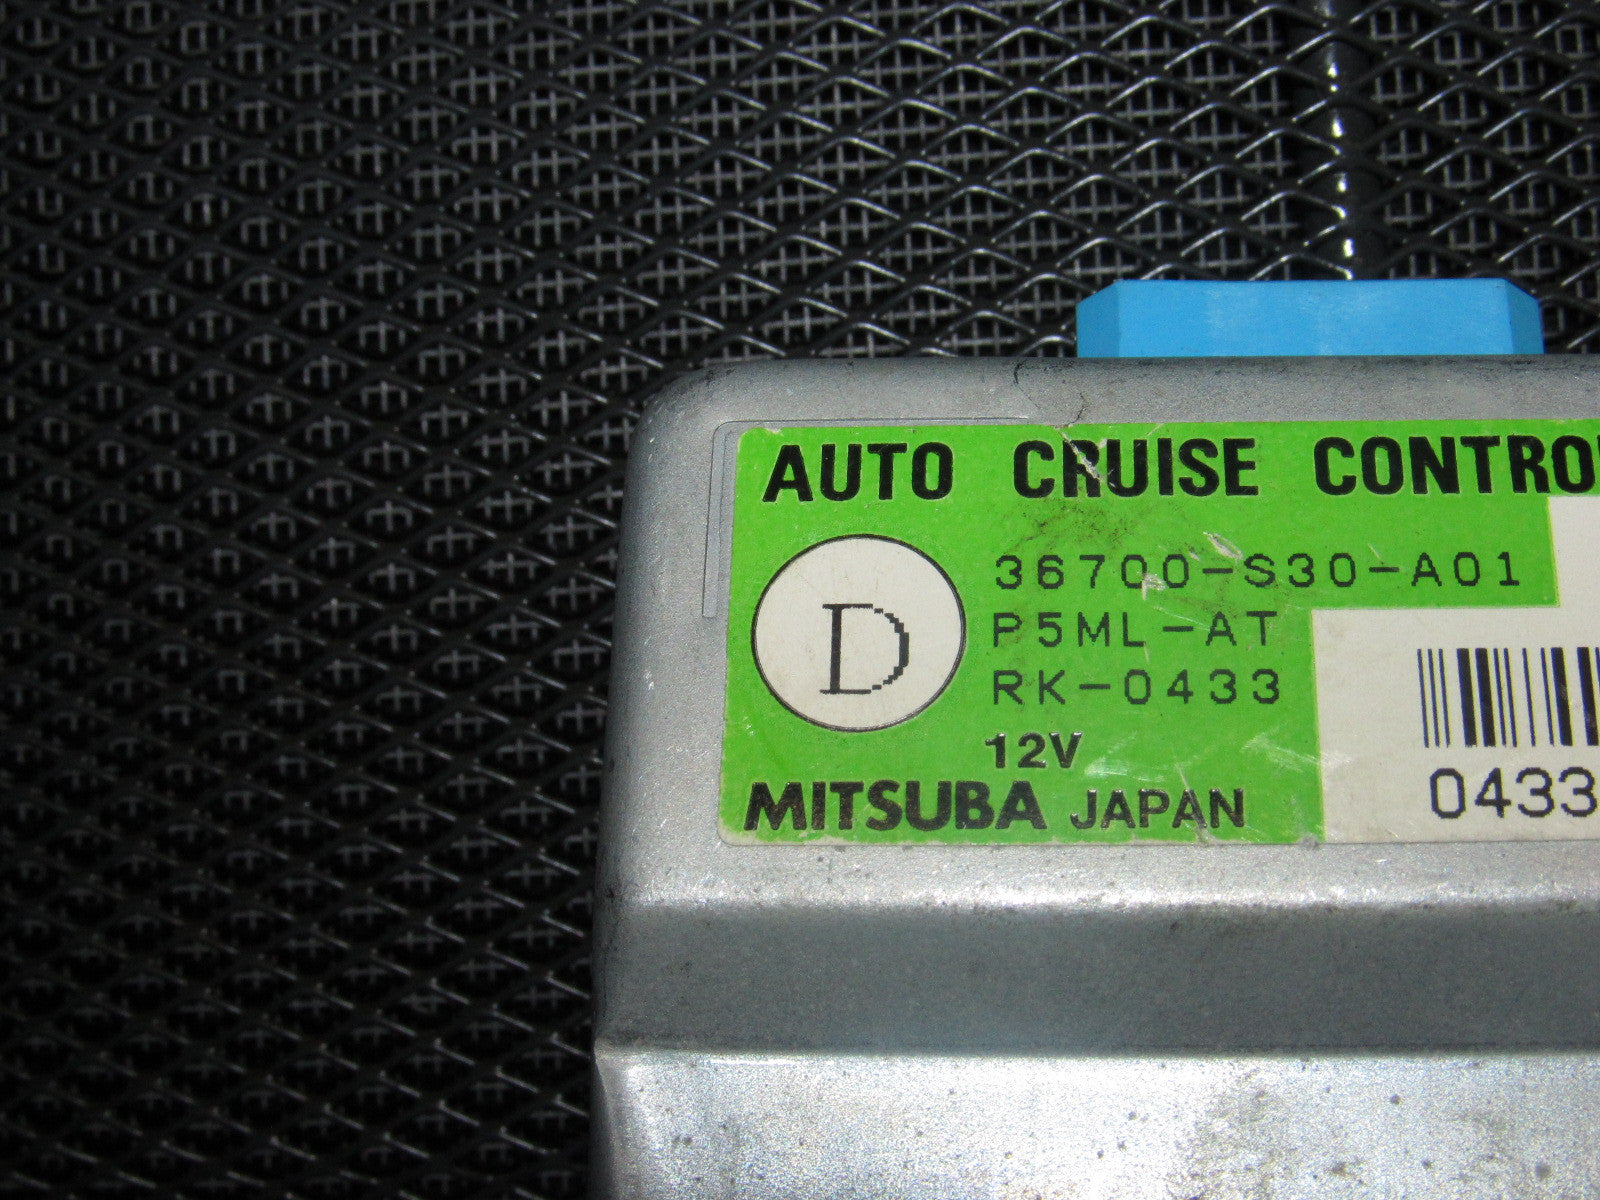 AUTO CRUISE CONTRO
D
36700-S30-A01
P5ML-AT
RK-0433
12V
MITSUBA JAPAN
0433